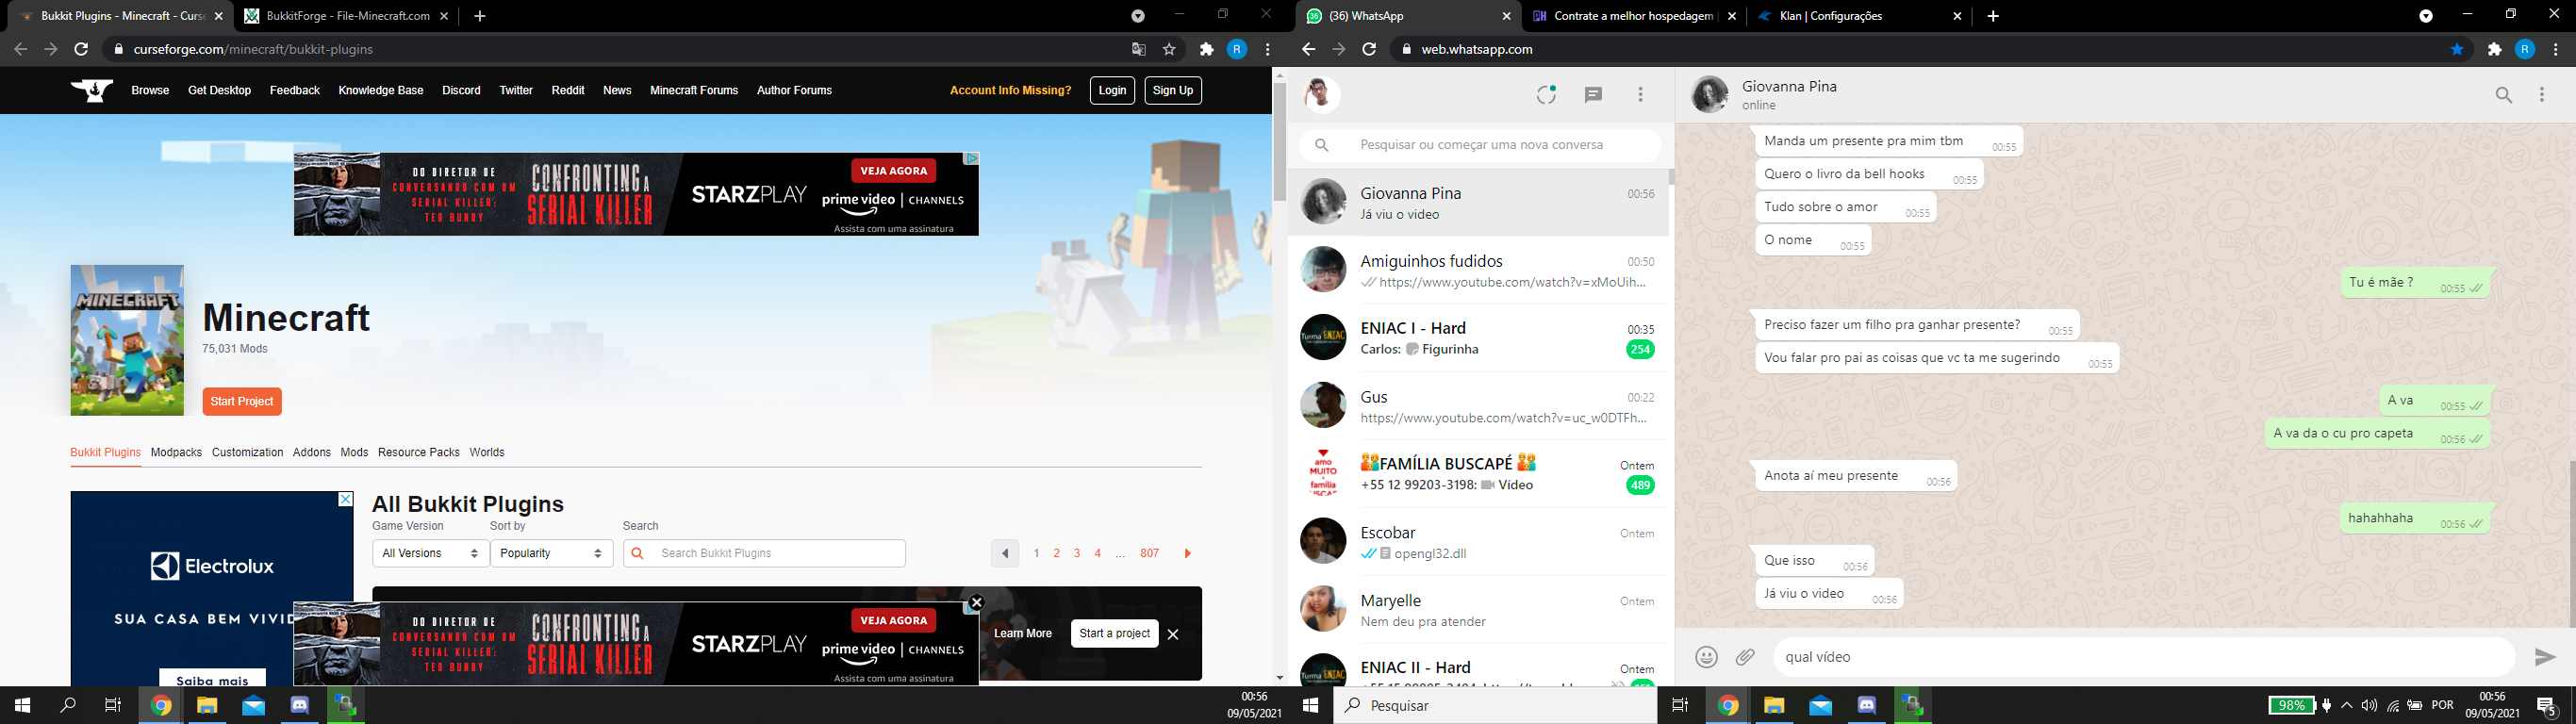 Bukkit Plugins - Minecraft - Curse
BukkitForge - File-Minecraft.com
curseforge.com/minecraft/bukkit-plugins
R
Browse
Get Desktop
Feedback
Knowledge Base
Discord
Twitter
Reddit
News
Minecraft Forums
Author Forums
Account Info Missing?
Login
Sign Up
DO DIRETOR DE
CONVERSANDO COM UM
SERIAL KILLER:
TED BUNDY
CONFRONTING A
SERIAL KILLER
STARZPLAY
VEJA AGORA
prime video | CHANNELS
Assista com uma assinatura
MINECRAFT
Minecraft
75,031 Mods
Start Project
Bukkit Plugins
Modpacks
Customization
Addons
Mods
Resource Packs
Worlds
Electrolux
SUA CASA BEM VIVID
Saiba mais
All Bukkit Plugins
Game Version
Sort by
Search
All Versions
Popularity
Search Bukkit Plugins
1 2 3 4 ... 807
DO DIRETOR DE
CONVERSANDO COM UM
SERIAL KILLER:
TED BUNDY
CONFRONTING A
SERIAL KILLER
STARZPLAY
VEJA AGORA
prime video | CHANNELS
Assista com uma assinatura
Learn More
Start a project
00:56
09/05/2021
36
(36) WhatsApp
PH
Contrate a melhor hospedagem
Klan | Configurações
web.whatsapp.com
R
Pesquisar ou começar uma nova conversa
Giovanna Pina
00:56
Já viu o video
Amiguinhos fudidos
00:50
https://www.youtube.com/watch?v=xMoUih...
Turma ENIAC
ENIAC I - Hard
00:35
Carlos: Figurinha
254
Gus
00:22
https://www.youtube.com/watch?v=uc_w0DTFh...
amo
MUITO
a família
BUSCAPÉ
FAMÍLIA BUSCAPÉ
Ontem
+55 12 99203-3198: Vídeo
489
Escobar
Ontem
opengl32.dll
Maryelle
Ontem
Nem deu pra atender
Turma ENIAC
ENIAC II - Hard
Ontem
Giovanna Pina
online
Manda um presente pra mim tbm
00:55
Quero o livro da bell hooks
00:55
Tudo sobre o amor
00:55
O nome
00:55
Tu é mãe ?
00:55
Preciso fazer um filho pra ganhar presente?
00:55
Vou falar pro pai as coisas que vc ta me sugerindo
00:55
A va
00:55
A va da o cu pro capeta
00:56
Anota aí meu presente
00:56
hahahhaha
00:56
Que isso
00:56
Já viu o video
00:56
qual vídeo
Pesquisar
98%
POR
00:56
09/05/2021
5